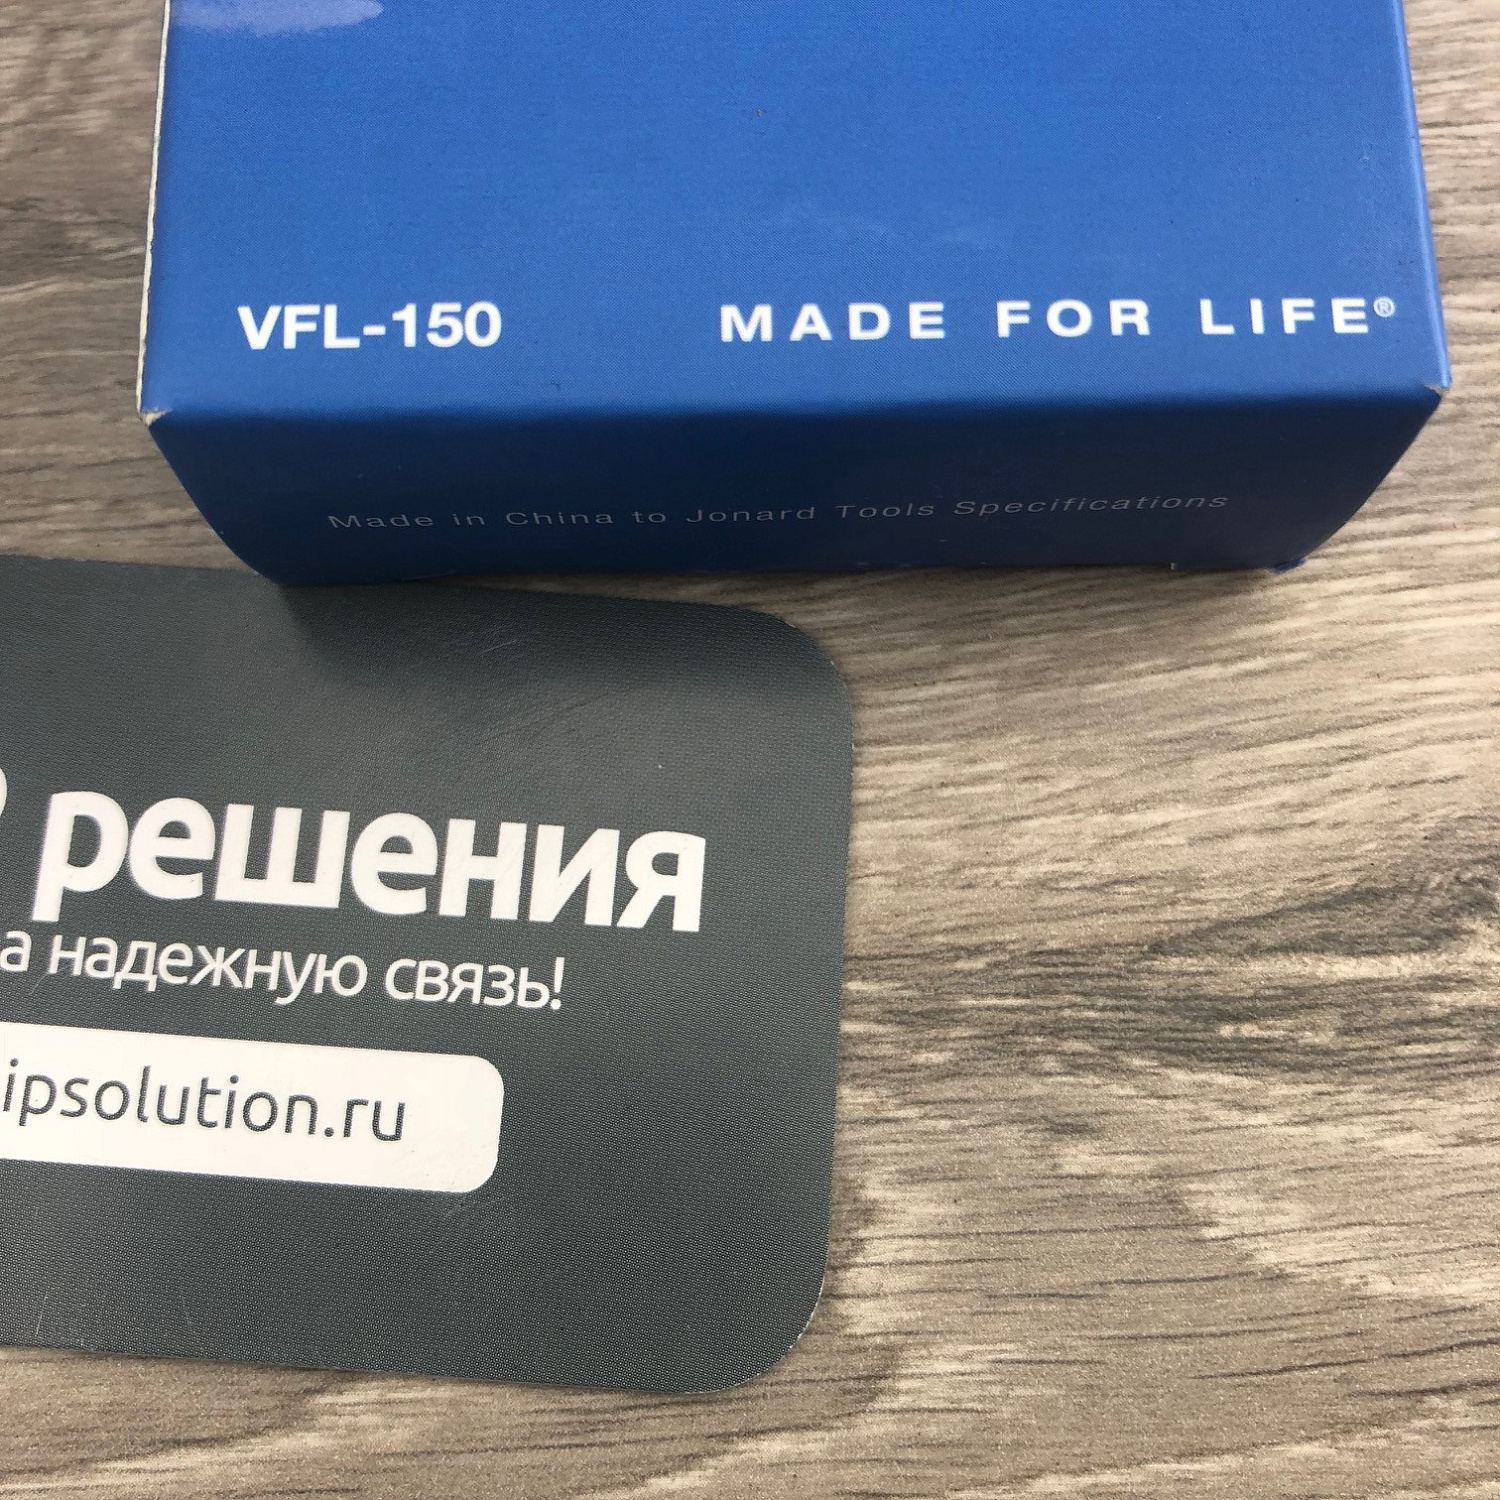 VFL-150 MADE FOR LIFE®
Made in China to Jonard Tools Specifications
решения
надежную связь!
ipsolution.ru